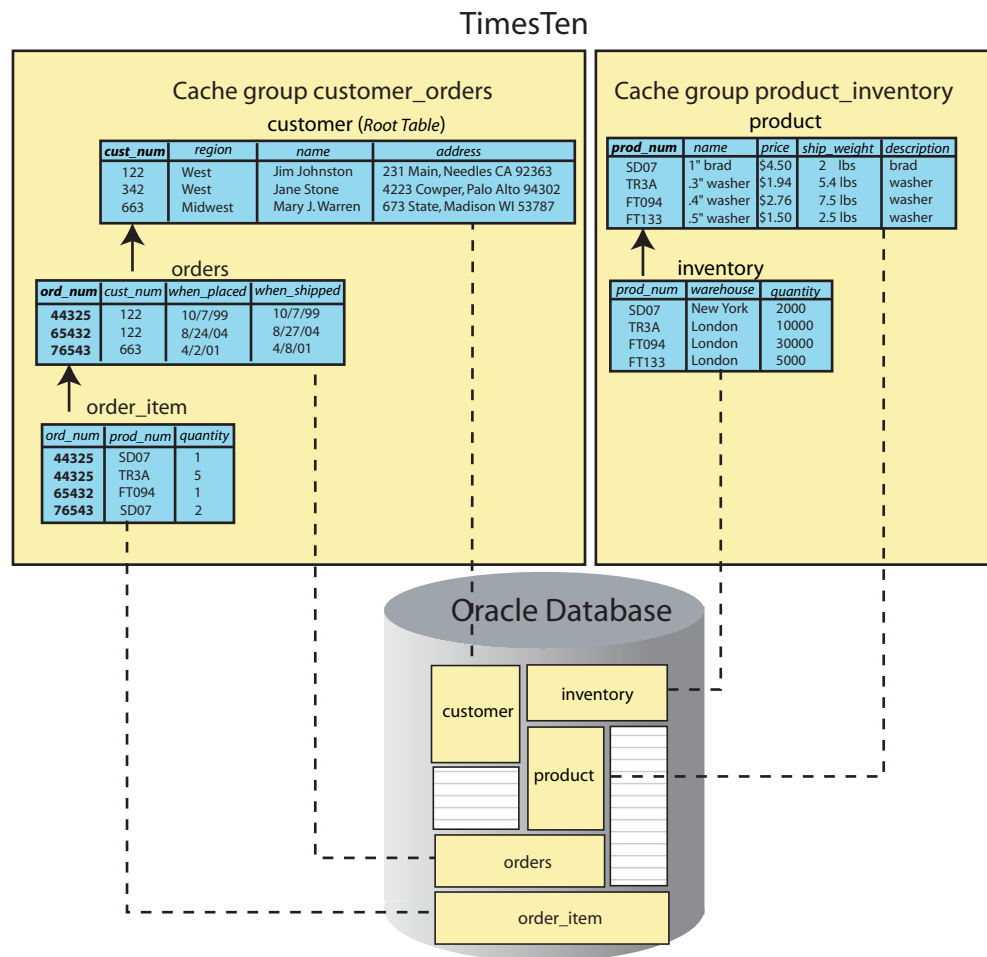 TimesTen
Cache group customer_orders
customer (Root Table)
cust_num region name address
122 West Jim Johnston 231 Main, Needles CA 92363
342 West Jane Stone 4223 Cowper, Palo Alto 94302
663 Midwest Mary J. Warren 673 State, Madison WI 53787
orders
ord_num cust_num when_placed when_shipped
44325 122 10/7/99 10/7/99
65432 122 8/24/04 8/27/04
76543 663 4/2/01 4/8/01
order_item
ord_num prod_num quantity
44325 SD07 1
44325 TR3A 5
65432 FT094 1
76543 SD07 2
Cache group product_inventory
product
prod_num name price ship_weight description
SD07 1" brad $4.50 2 lbs brad
TR3A .3" washer $1.94 5.4 lbs washer
FT094 .4" washer $2.76 7.5 lbs washer
FT133 .5" washer $1.50 2.5 lbs washer
inventory
prod_num warehouse quantity
SD07 New York 2000
TR3A London 10000
FT094 London 30000
FT133 London 5000
Oracle Database
customer
inventory
product
orders
order_item